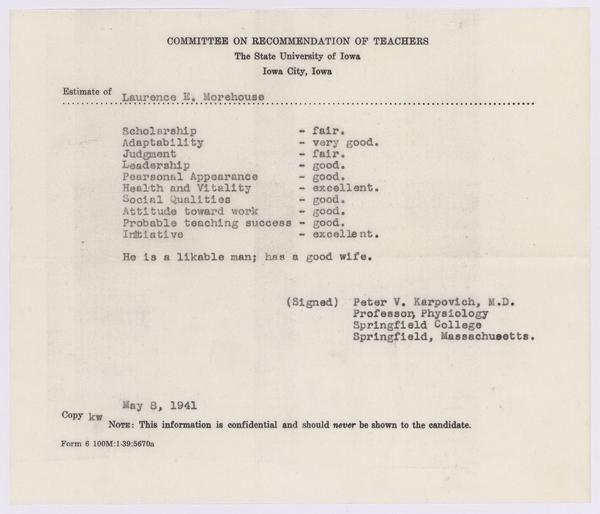 COMMITTEE ON RECOMMENDATION OF TEACHERS
The State University of Iowa
Iowa City, Iowa
Estimate of Laurence E. Morehouse
Scholarship - fair.
Adaptability - very good.
Judgment - fair.
Leadership - good.
Pearsonal Appearance - good.
Health and Vitality - excellent.
Social Qualities - good.
Attitude toward work - good.
Probable teaching success - good.
Initiative - excellent.
He is a likable man; has a good wife.
(Signed) Peter V. Karpovich, M.D.
Professor, Physiology
Springfield College
Springfield, Massachusetts.
May 8, 1941
Copy kw
NOTE: This information is confidential and should never be shown to the candidate.
Form 6 100M:1-39:5670a